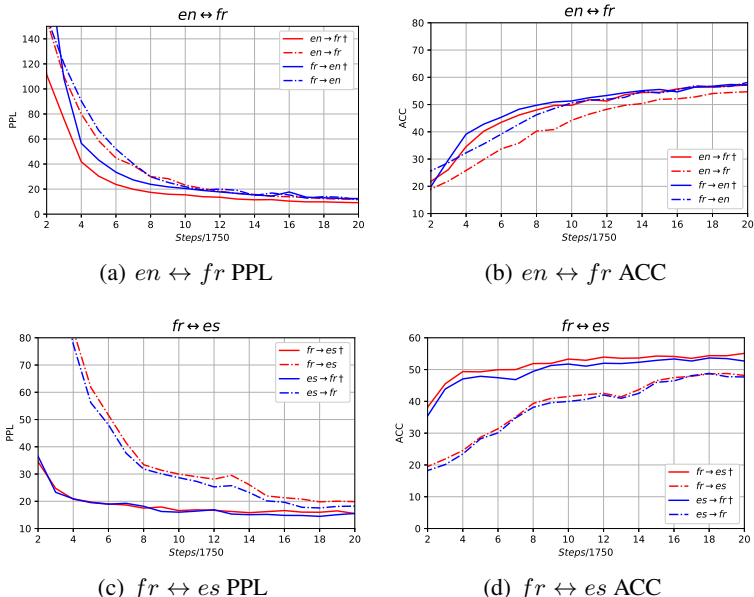 en↔fr
en→fr†
en→fr
fr→en†
fr→en
PPL
140
120
100
80
60
40
20
0
2 4 6 8 10 12 14 16 18 20
Steps/1750
(a) en ↔ fr PPL
en↔fr
ACC
80
70
60
50
40
30
20
10
en→fr†
en→fr
fr→en†
fr→en
2 4 6 8 10 12 14 16 18 20
Steps/1750
(b) en ↔ fr ACC
fr↔es
fr→es†
fr→es
es→fr†
es→fr
PPL
80
70
60
50
40
30
20
10
2 4 6 8 10 12 14 16 18 20
Steps/1750
(c) fr ↔ es PPL
fr↔es
ACC
60
50
40
30
20
10
0
fr→es†
fr→es
es→fr†
es→fr
2 4 6 8 10 12 14 16 18 20
Steps/1750
(d) fr ↔ es ACC